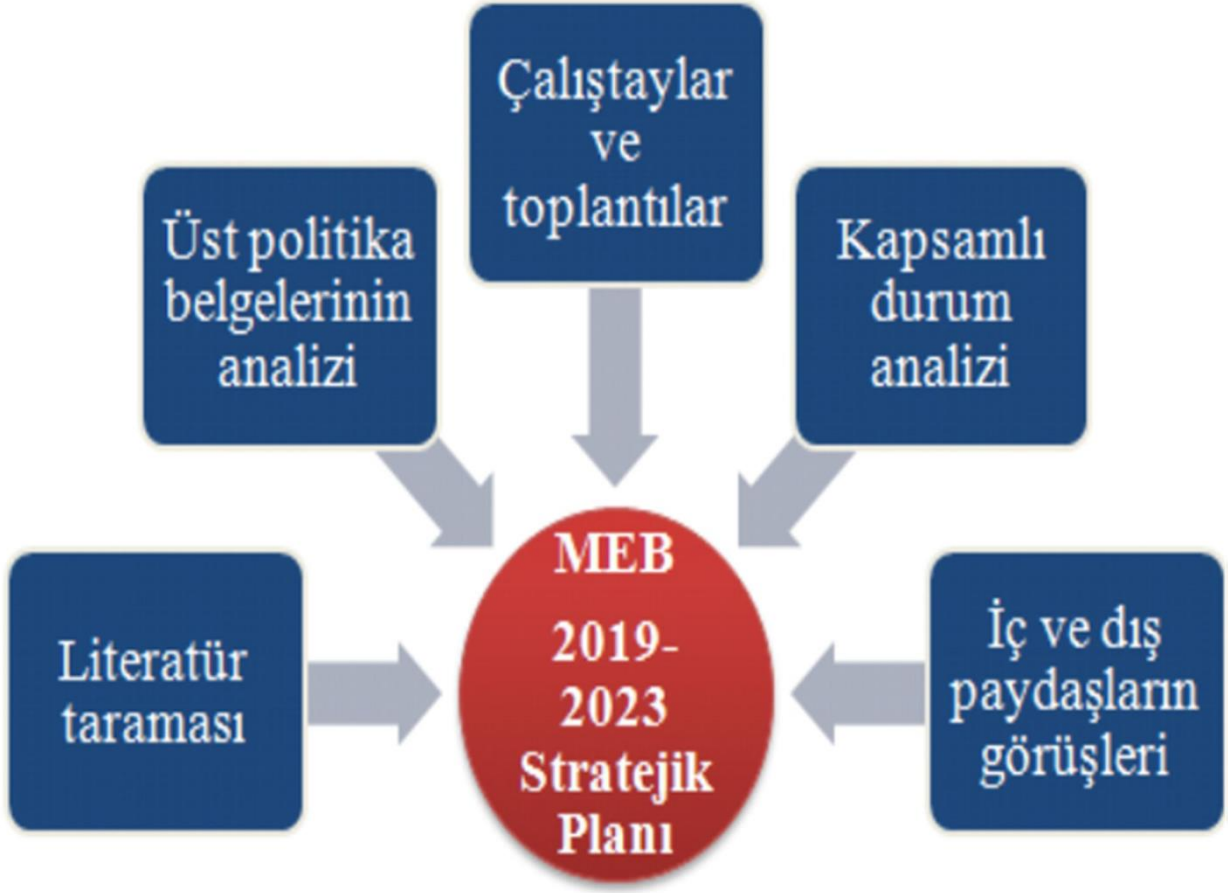 Çalıştaylar
ve
toplantılar
Üst politika
belgelerinin
analizi
Kapsamlı
durum
analizi
Literatür
taraması
MEB
2019-
2023
Stratejik
Planı
İç ve dış
paydaşların
görüşleri